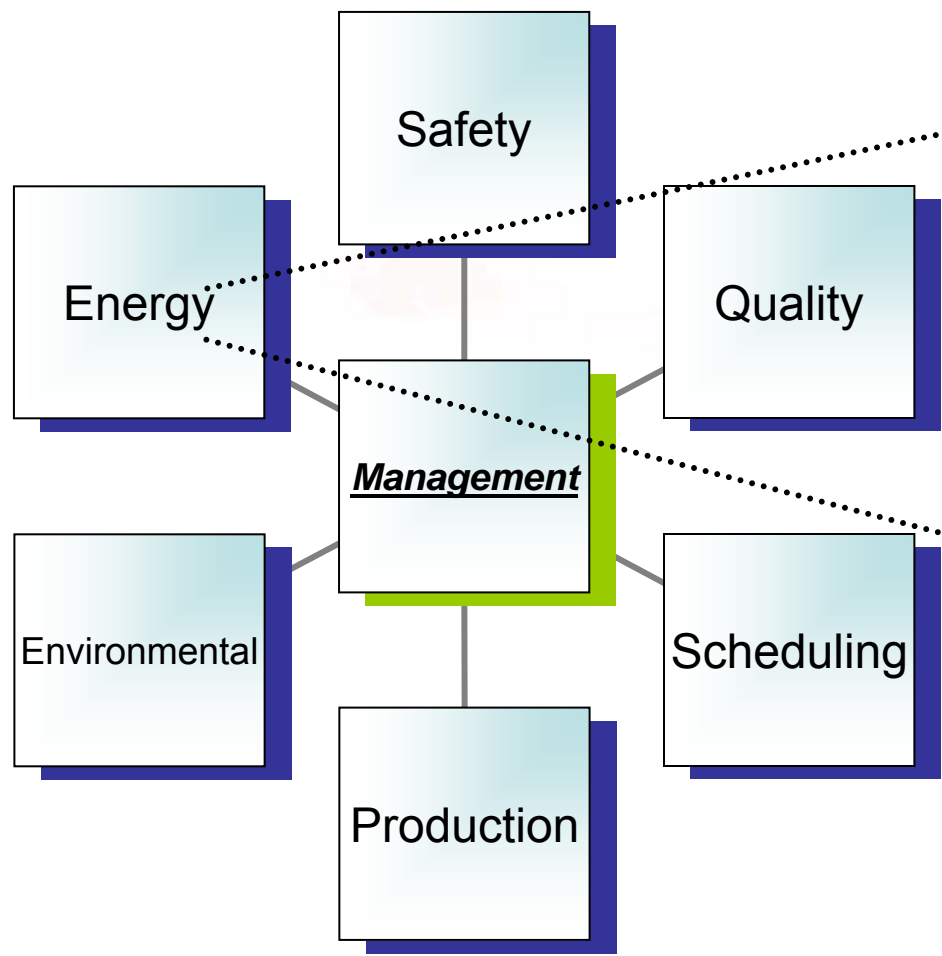 Safety
Energy
Quality
Management
Environmental
Scheduling
Production